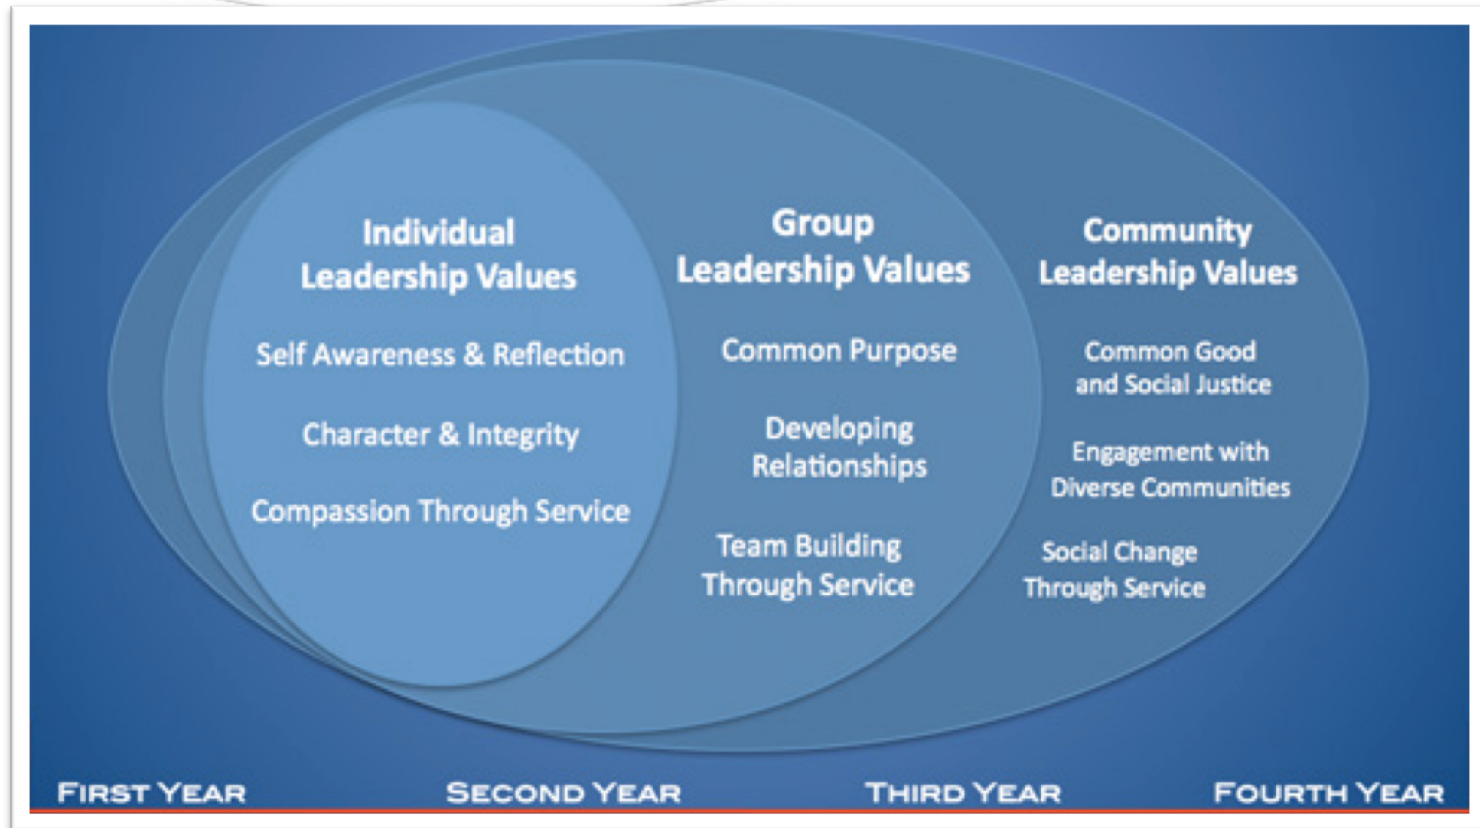 Individual
Leadership Values
Self Awareness & Reflection
Character & Integrity
Compassion Through Service
Group
Leadership Values
Common Purpose
Developing
Relationships
Team Building
Through Service
Community
Leadership Values
Common Good
and Social Justice
Engagement with
Diverse Communities
Social Change
Through Service
FIRST YEAR
SECOND YEAR
THIRD YEAR
FOURTH YEAR